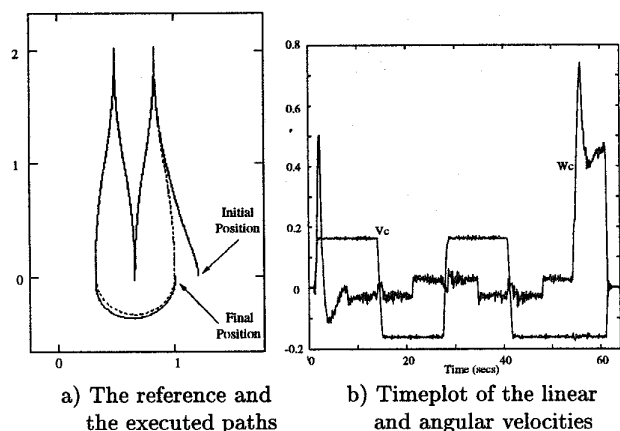 2
1
0
0
1
Initial
Position
Final
Position
a) The reference and
the executed paths
0.8
0.6
0.4
0.2
0
-0.2
0
20
40
60
Time (secs)
Vc
Wc
b) Timeplot of the linear
and angular velocities